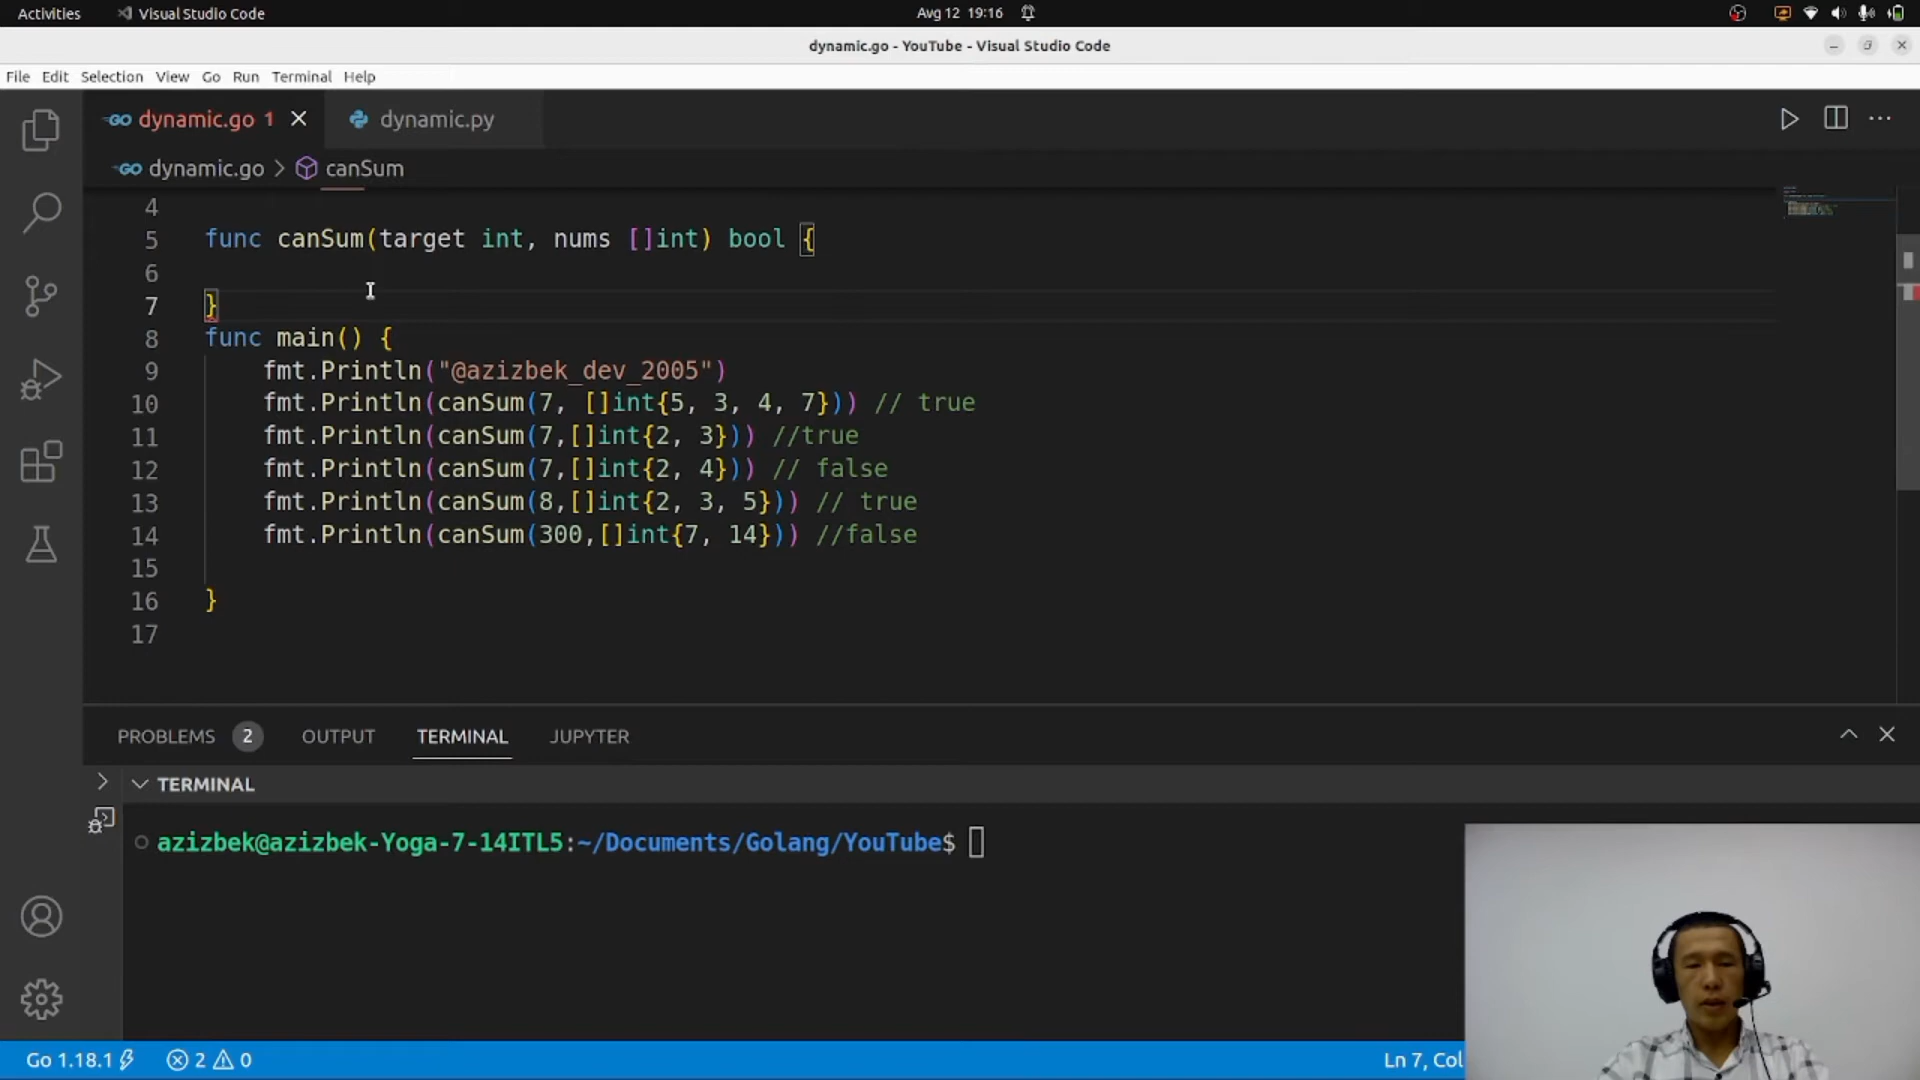 Activities Visual Studio Code Avg 12 19:16
dynamic.go - YouTube - Visual Studio Code
File Edit Selection View Go Run Terminal Help
GO dynamic.go 1 dynamic.py
GO dynamic.go > canSum
4
5 func canSum(target int, nums []int) bool {
6
7 }
8 func main() {
9 fmt.Println("@azizbek_dev_2005")
10 fmt.Println(canSum(7, []int{5, 3, 4, 7})) // true
11 fmt.Println(canSum(7,[]int{2, 3})) //true
12 fmt.Println(canSum(7,[]int{2, 4})) // false
13 fmt.Println(canSum(8,[]int{2, 3, 5})) // true
14 fmt.Println(canSum(300,[]int{7, 14})) //false
15
16 }
17
PROBLEMS 2 OUTPUT TERMINAL JUPYTER
TERMINAL
azizbek@azizbek-Yoga-7-14ITL5:~/Documents/Golang/YouTube$
Go 1.18.1 2 0 Ln 7, Col